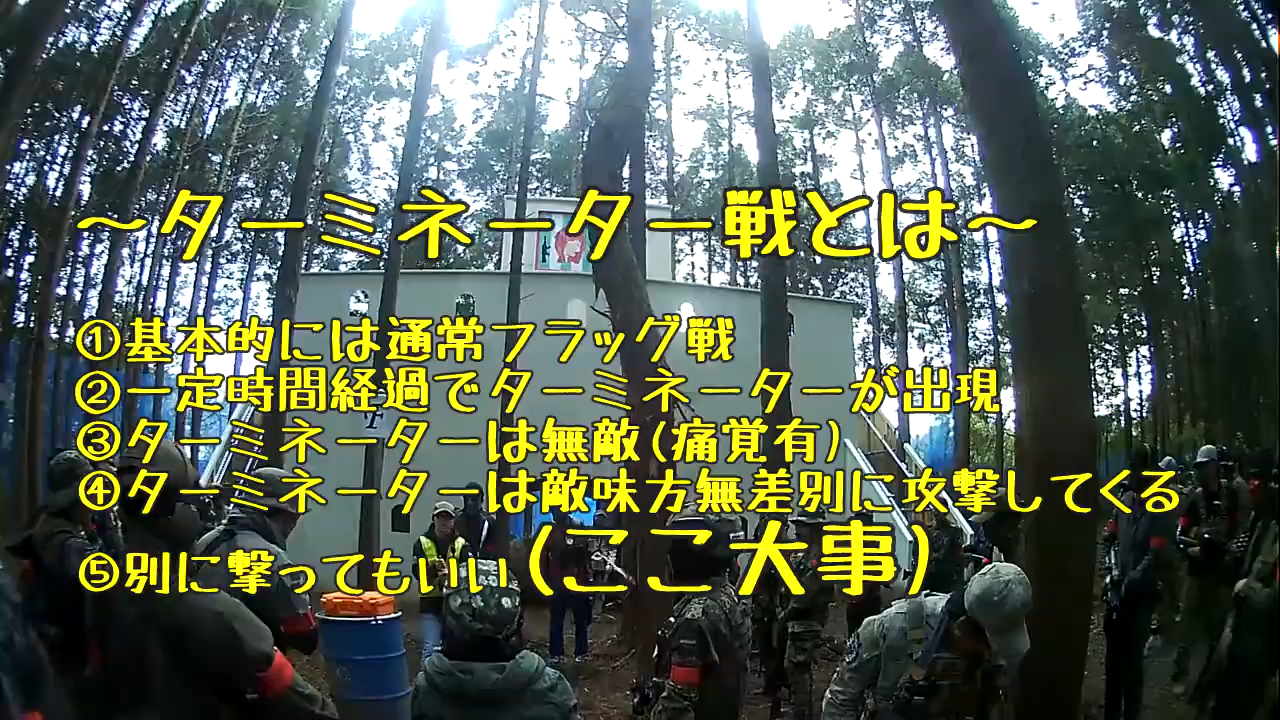 ～ターミネーター戦とは～
①基本的には通常フラッグ戦
②一定時間経過でターミネーターが出現
③ターミネーターは無敵(痛覚有)
④ターミネーターは敵味方無差別に攻撃してくる
⑤別に撃ってもいい(ここ大事)